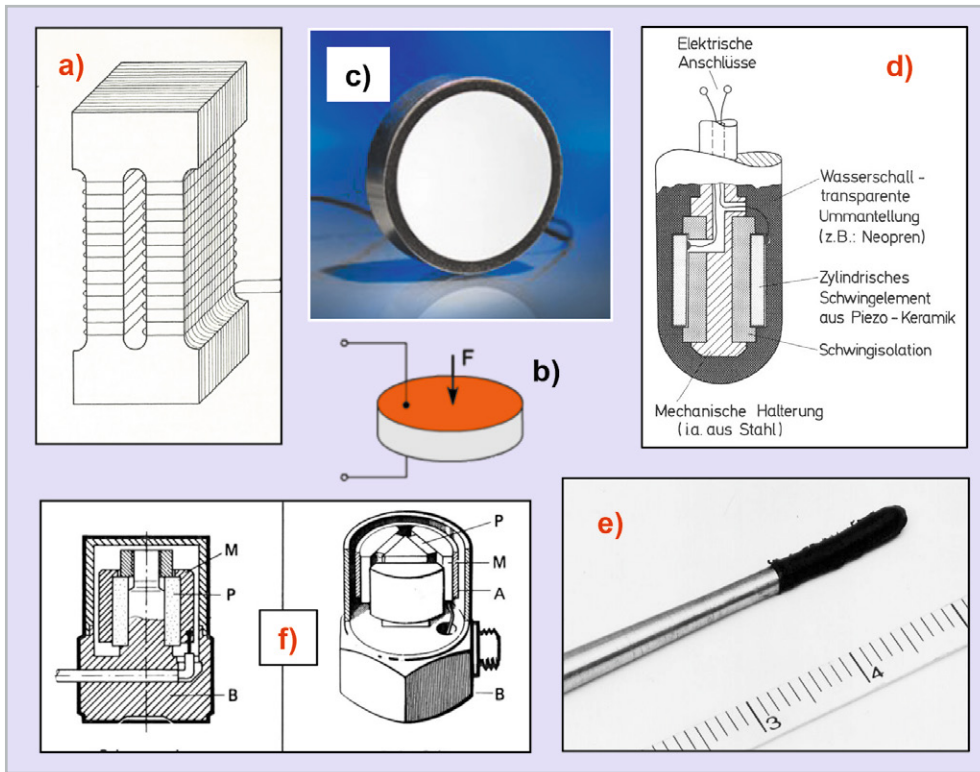 a)
c)
Elektrische
Anschlüsse
d)
Wasserschall -
transparente
Ummantellung
(z.B.: Neopren)
Zylindrisches
Schwingelement
aus Piezo - Keramik
Schwingisolation
Mechanische Halterung
(i.a. aus Stahl)
F
b)
M
P
B
f)
P
M
A
B
e)
3
4